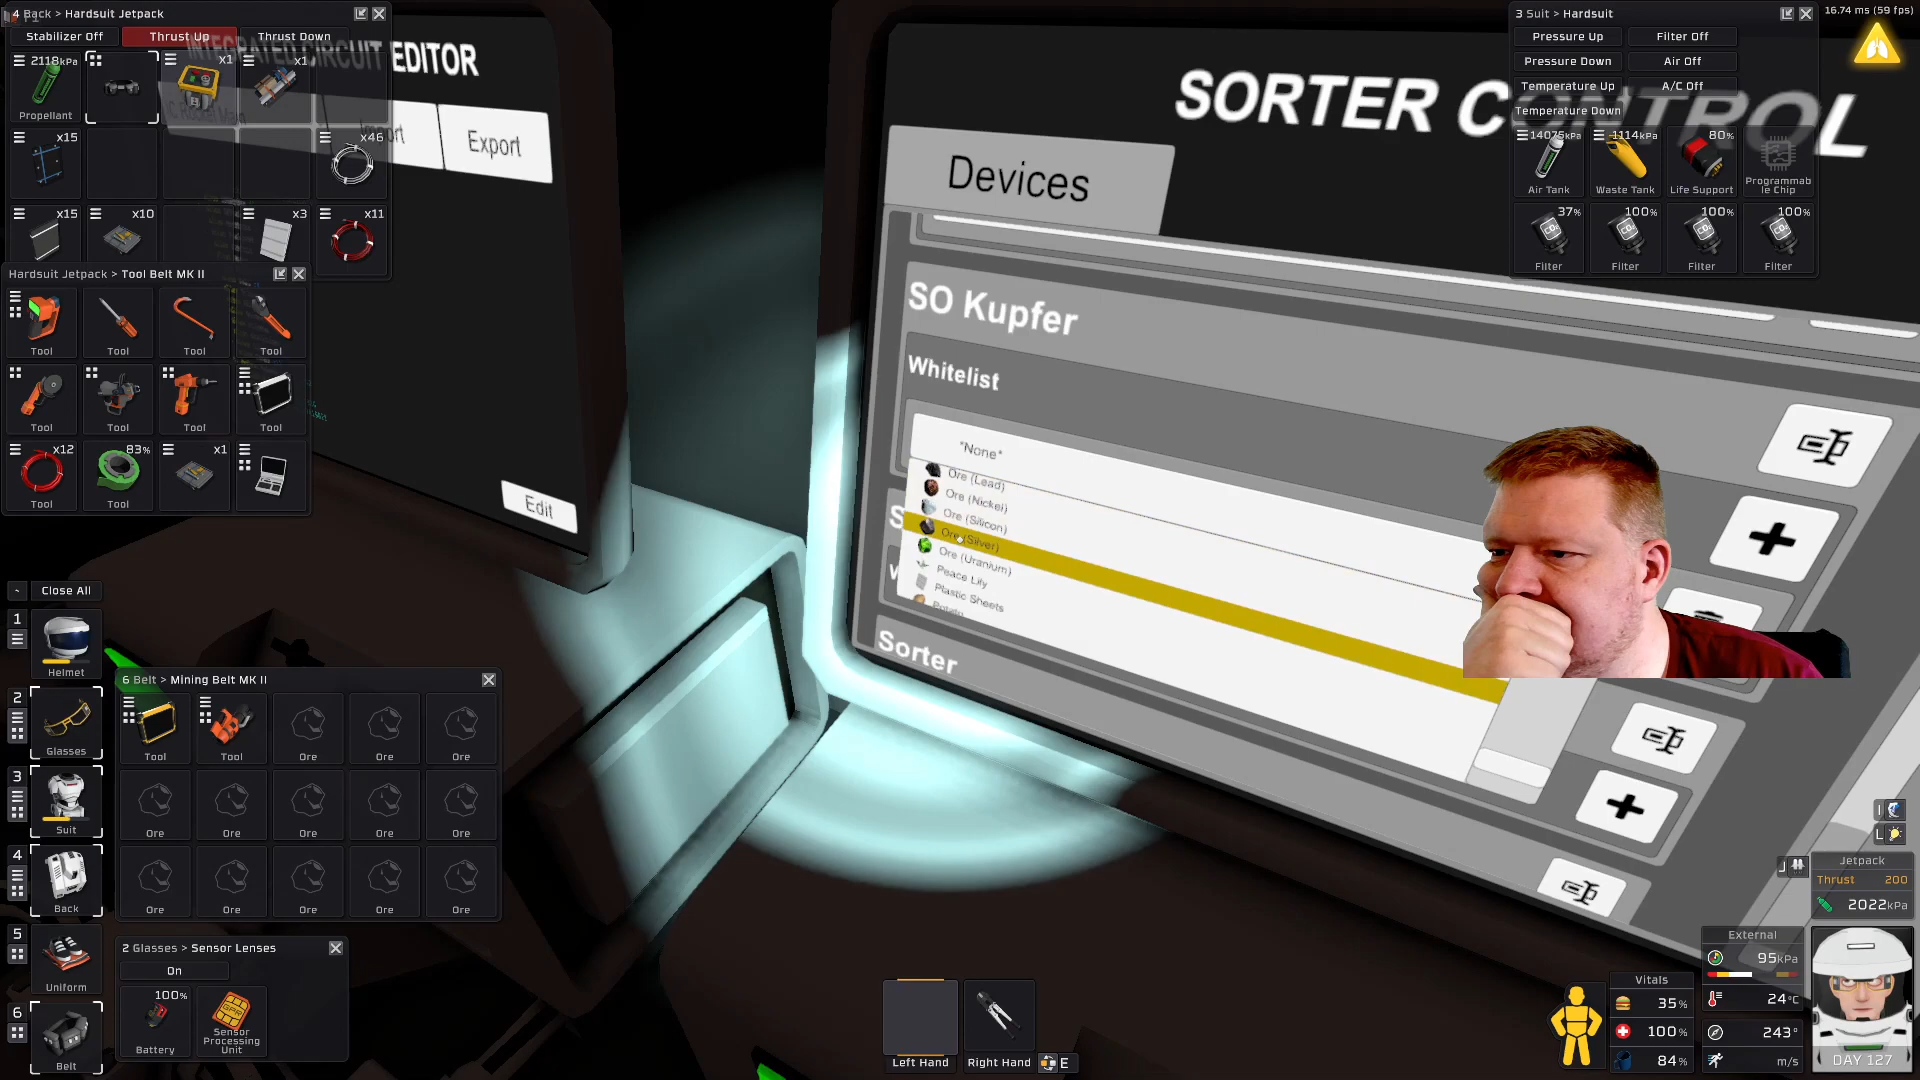 4 Back > Hardsuit Jetpack
Stabilizer Off
Thrust Up
Thrust Down
2118kPa
x1
x1
Propellant
x15
x46
x15
x10
x3
x11
INTEGRATED CIRCUIT EDITOR
Import
Export
Edit
Hardsuit Jetpack > Tool Belt MK II
Tool
Tool
Tool
Tool
Tool
Tool
Tool
Tool
x12
83%
x1
Tool
Tool
Tool
Tool
~
Close All
1
Helmet
2
Glasses
3
Suit
4
Back
5
Uniform
6
Belt
6 Belt > Mining Belt MK II
Tool
Tool
Ore
Ore
Ore
Ore
Ore
Ore
Ore
Ore
Ore
Ore
Ore
Ore
Ore
2 Glasses > Sensor Lenses
On
100%
Battery
Sensor
Processing
Unit
SORTER CONTROL
Devices
SO Kupfer
Whitelist
*None*
Ore (Lead)
Ore (Nickel)
Ore (Silicon)
Ore (Silver)
Ore (Uranium)
Peace Lily
Plastic Sheets
Potato
Sorter
3 Suit > Hardsuit
Pressure Up
Filter Off
Pressure Down
Air Off
Temperature Up
A/C Off
Temperature Down
14075kPa
1114kPa
80%
Air Tank
Waste Tank
Life Support
Programmab
le Chip
37%
100%
100%
100%
Filter
Filter
Filter
Filter
16.74 ms (59 fps)
Left Hand
Right Hand
E
I
L
J
Jetpack
Thrust 200
2022kPa
External
95kPa
24°C
243°
m/s
Vitals
35%
100%
84%
DAY 127